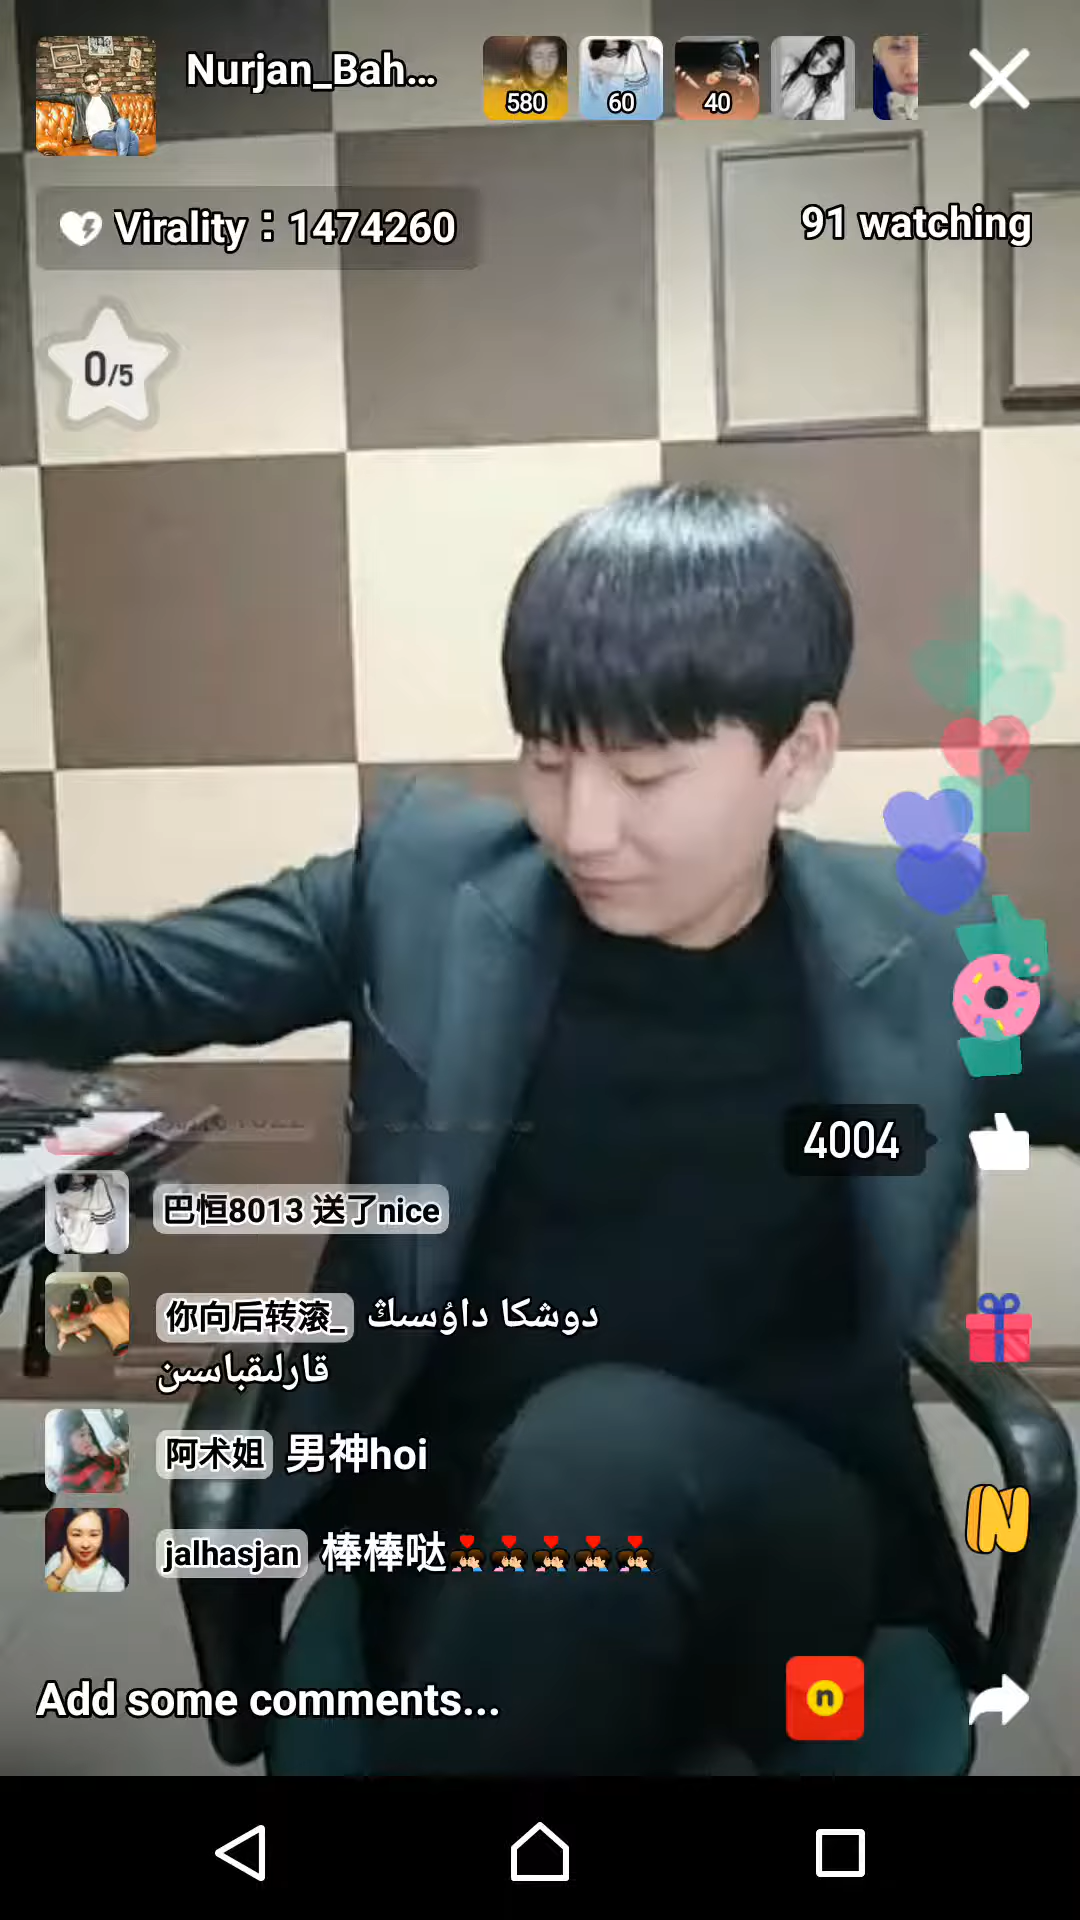 Nurjan_Bah...
580
60
40
Virality：1474260
91 watching
0/5
4004
巴恒8013 送了nice
你向后转滚_ دوشكا داۇسىڭ
قارلىقباسىن
阿术姐 男神hoi
jalhasjan 棒棒哒
N
Add some comments...
n